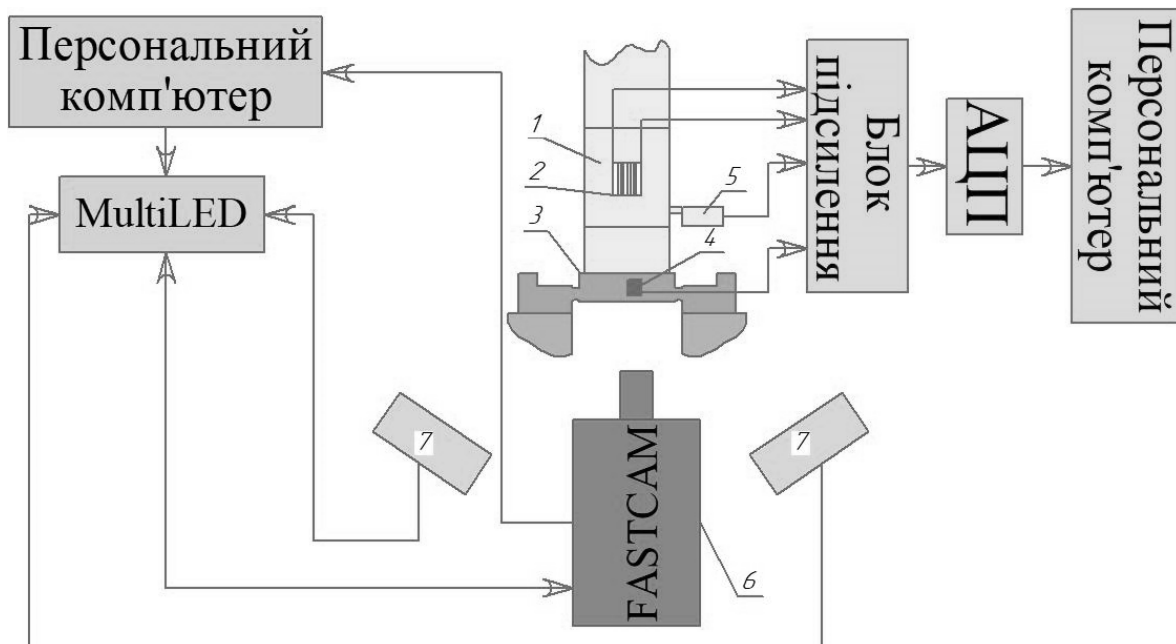 Персональний
комп'ютер
MultiLED
1
2
3
4
5
Блок
підсилення
АЦП
Персональний
комп'ютер
7
FASTCAM
7
6